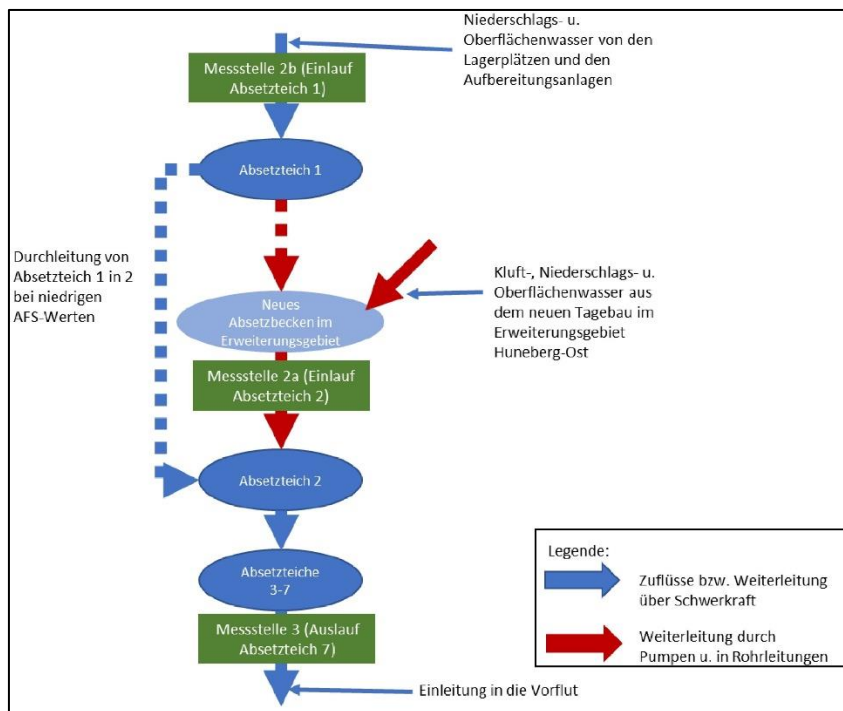 Niederschlags- u.
Oberflächenwasser von den
Lagerplätzen und den
Aufbereitungsanlagen
Messstelle 2b (Einlauf
Absetzteich 1)
Absetzteich 1
Durchleitung von
Absetzteich 1 in 2
bei niedrigen
AFS-Werten
Kluft-, Niederschlags- u.
Oberflächenwasser aus
dem neuen Tagebau im
Erweiterungsgebiet
Huneberg-Ost
Neues
Absetzbecken im
Erweiterungsgebiet
Messstelle 2a (Einlauf
Absetzteich 2)
Absetzteich 2
Absetzteiche
3-7
Messstelle 3 (Auslauf
Absetzteich 7)
Einleitung in die Vorflut
Legende:
Zuflüsse bzw. Weiterleitung
über Schwerkraft
Weiterleitung durch
Pumpen u. in Rohrleitungen